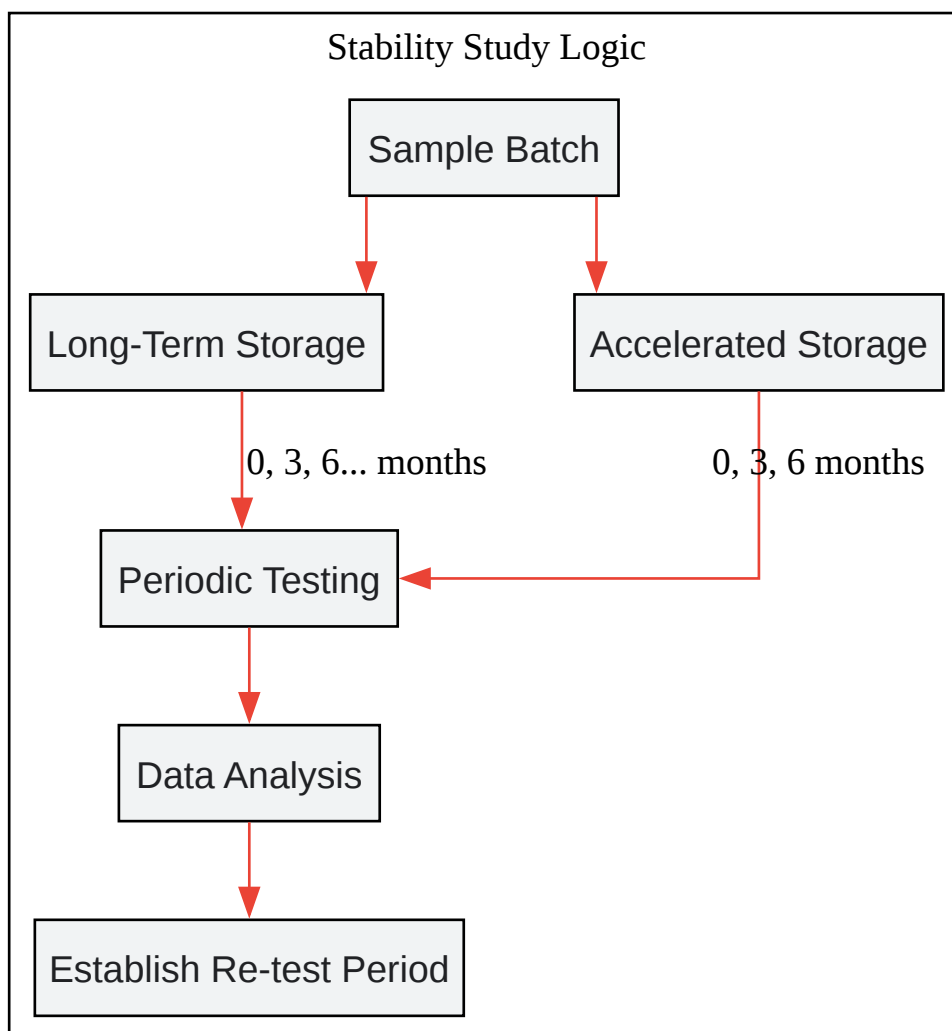 Stability Study Logic
Sample Batch
Long-Term Storage
Accelerated Storage
0, 3, 6... months
0, 3, 6 months
Periodic Testing
Data Analysis
Establish Re-test Period